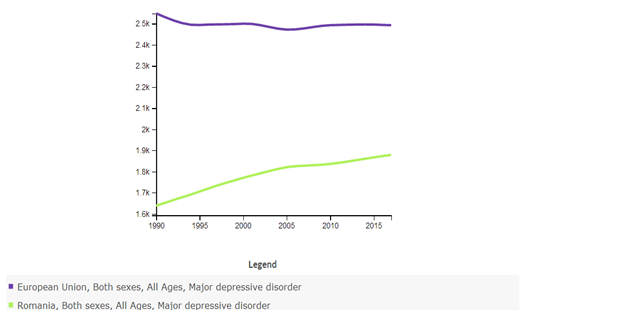 2.5k
2.4k
2.3k
2.2k
2.1k
2k
1.9k
1.8k
1.7k
1.6k
1990 1995 2000 2005 2010 2015
Legend
European Union, Both sexes, All Ages, Major depressive disorder
Romania, Both sexes, All Ages, Major depressive disorder